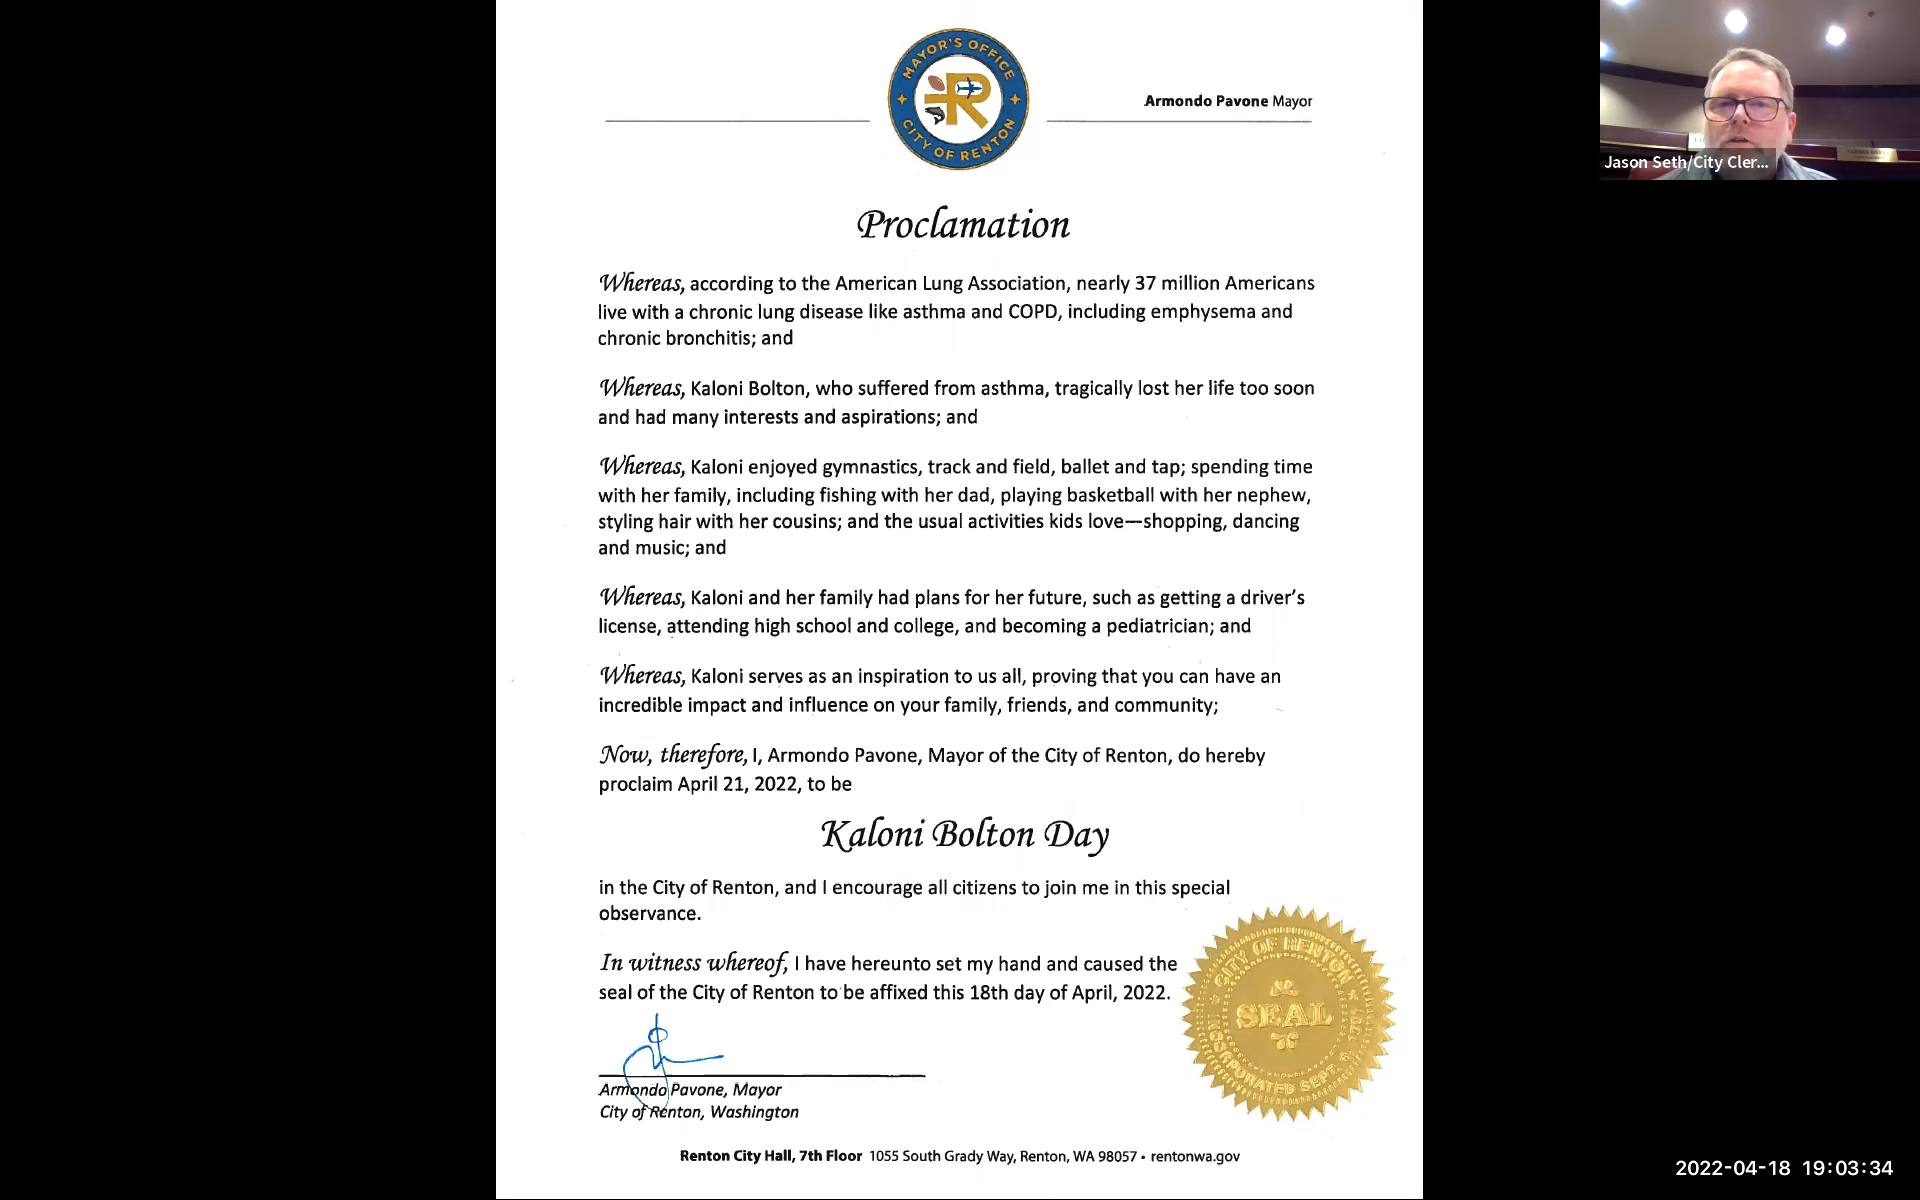 MAYOR'S OFFICE
CITY OF RENTON
R
Armondo Pavone Mayor
Jason Seth/City Cler...
Proclamation
Whereas, according to the American Lung Association, nearly 37 million Americans
live with a chronic lung disease like asthma and COPD, including emphysema and
chronic bronchitis; and
Whereas, Kaloni Bolton, who suffered from asthma, tragically lost her life too soon
and had many interests and aspirations; and
Whereas, Kaloni enjoyed gymnastics, track and field, ballet and tap; spending time
with her family, including fishing with her dad, playing basketball with her nephew,
styling hair with her cousins; and the usual activities kids love—shopping, dancing
and music; and
Whereas, Kaloni and her family had plans for her future, such as getting a driver's
license, attending high school and college, and becoming a pediatrician; and
Whereas, Kaloni serves as an inspiration to us all, proving that you can have an
incredible impact and influence on your family, friends, and community;
Now, therefore, I, Armondo Pavone, Mayor of the City of Renton, do hereby
proclaim April 21, 2022, to be
Kaloni Bolton Day
in the City of Renton, and I encourage all citizens to join me in this special
observance.
In witness whereof, I have hereunto set my hand and caused the
seal of the City of Renton to be affixed this 18th day of April, 2022.
CITY OF RENTON
SEAL
INCORPORATED SEPT. 6,
Armondo Pavone, Mayor
City of Renton, Washington
Renton City Hall, 7th Floor 1055 South Grady Way, Renton, WA 98057 • rentonwa.gov
2022-04-18 19:03:34